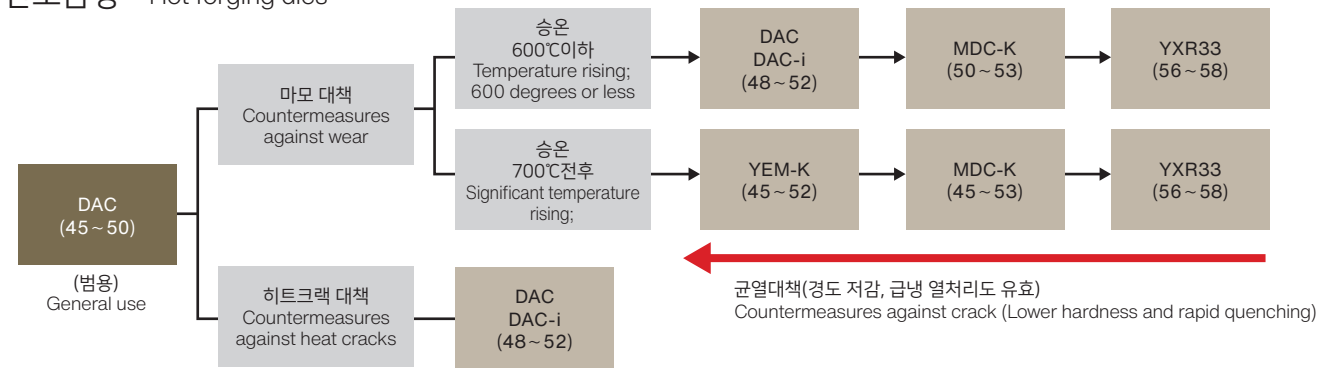 Hot forging dies
승온
600℃이하
Temperature rising;
600 degrees or less
DAC
DAC-i
(48~52)
MDC-K
(50~53)
YXR33
(56~58)
마모 대책
Countermeasures
against wear
승온
700℃전후
Significant temperature
rising;
YEM-K
(45~52)
MDC-K
(45~53)
YXR33
(56~58)
DAC
(45~50)
(범용)
General use
히트크랙 대책
Countermeasures
against heat cracks
DAC
DAC-i
(48~52)
균열대책(경도 저감, 급냉 열처리도 유효)
Countermeasures against crack (Lower hardness and rapid quenching)